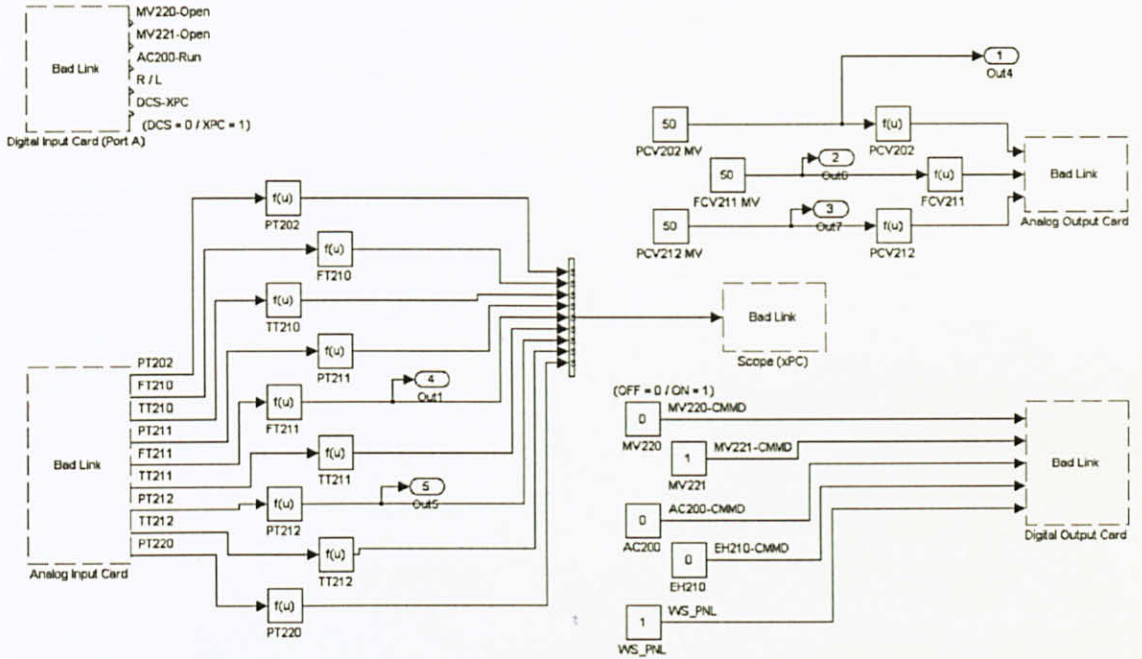 MV220-Open
MV221-Open
AC200-Run
R / L
DCS-XPC
(DCS = 0 / XPC = 1)
Bad Link
Digital Input Card (Port A)
1
Out4
50
PCV202 MV
f(u)
PCV202
50
FCV211 MV
2
Out6
f(u)
FCV211
50
PCV212 MV
3
Out7
f(u)
PCV212
Bad Link
Analog Output Card
f(u)
PT202
f(u)
FT210
f(u)
TT210
f(u)
PT211
f(u)
FT211
4
Out1
f(u)
TT211
f(u)
PT212
5
Out5
f(u)
TT212
f(u)
PT220
PT202
FT210
TT210
PT211
FT211
TT211
PT212
TT212
PT220
Bad Link
Analog Input Card
Bad Link
Scope (xPC)
(OFF = 0 / ON = 1)
0
MV220
MV220-CMMD
1
MV221
MV221-CMMD
0
AC200
AC200-CMMD
0
EH210
EH210-CMMD
1
WS_PNL
WS_PNL
Bad Link
Digital Output Card